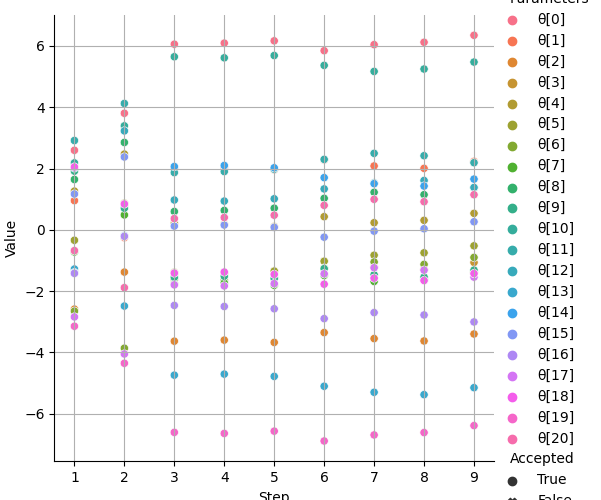 Parameters
θ[0]
θ[1]
θ[2]
θ[3]
θ[4]
θ[5]
θ[6]
θ[7]
θ[8]
θ[9]
θ[10]
θ[11]
θ[12]
θ[13]
θ[14]
θ[15]
θ[16]
θ[17]
θ[18]
θ[19]
θ[20]
Accepted
True
False
6
4
2
0
−2
−4
−6
Value
1 2 3 4 5 6 7 8 9
Step